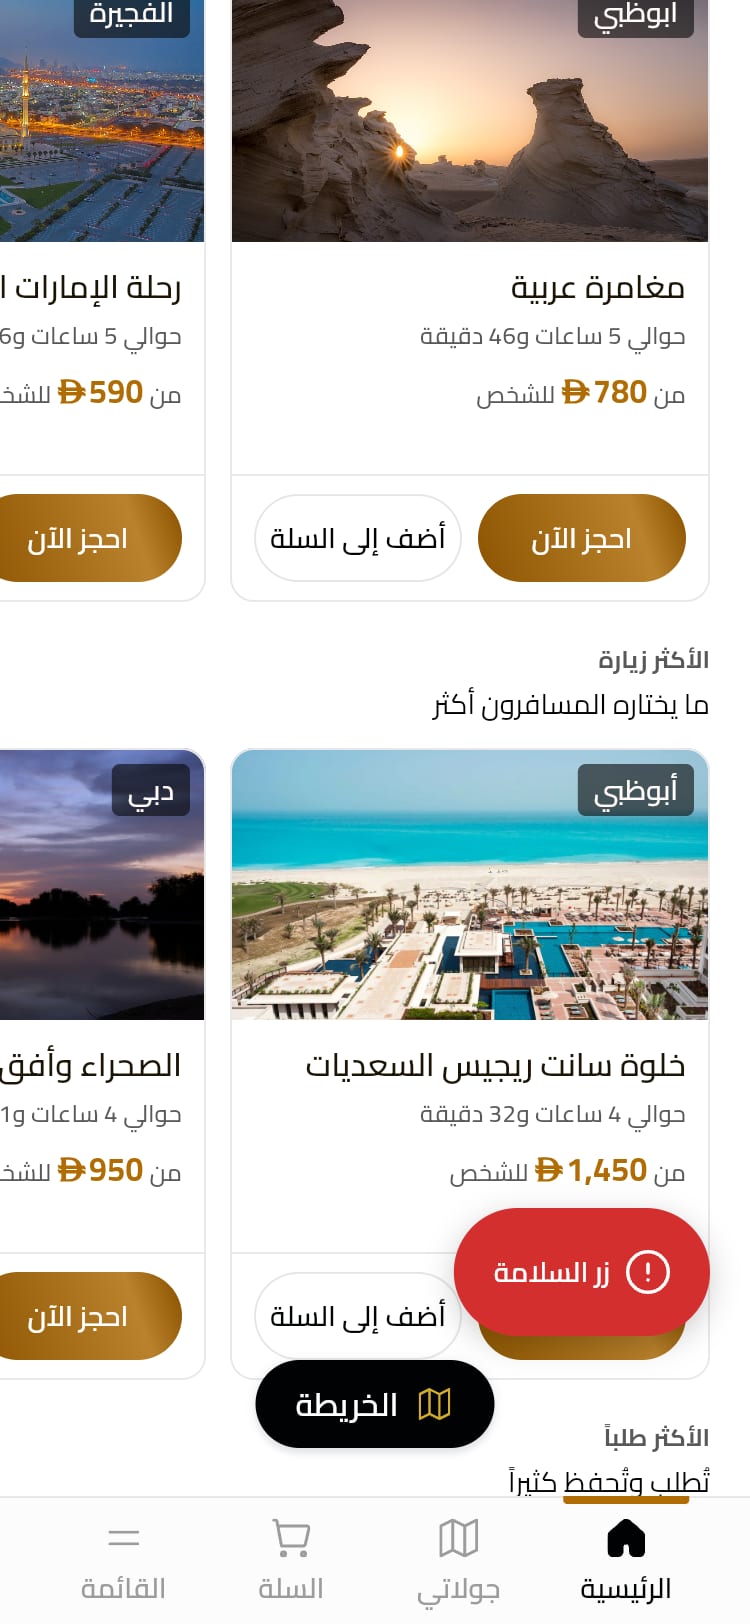 أبوظبي
الفجيرة
مغامرة عربية
حوالي 5 ساعات و46 دقيقة
من 780 للشخص
احجز الآن
أضف إلى السلة
رحلة الإمارات ا
حوالي 5 ساعات و6
من 590 للشخ
احجز الآن
الأكثر زيارة
ما يختاره المسافرون أكثر
أبوظبي
دبي
خلوة سانت ريجيس السعديات
حوالي 4 ساعات و32 دقيقة
من 1,450 للشخص
أضف إلى السلة
الصحراء وأفق
حوالي 4 ساعات و1
من 950 للشخ
احجز الآن
زر السلامة
الخريطة
الأكثر طلباً
تُطلب وتُحفظ كثيراً
الرئيسية
جولاتي
السلة
القائمة